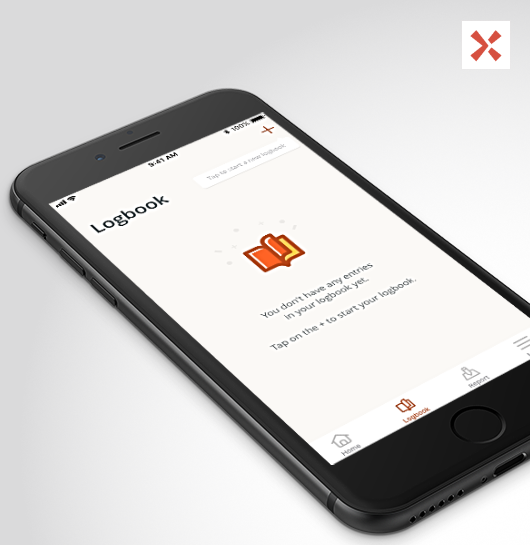 9:41 AM
100%
Tap to start a new logbook
Logbook
You don't have any entries
in your logbook yet.
Tap on the + to start your logbook.
Home
Logbook
Report